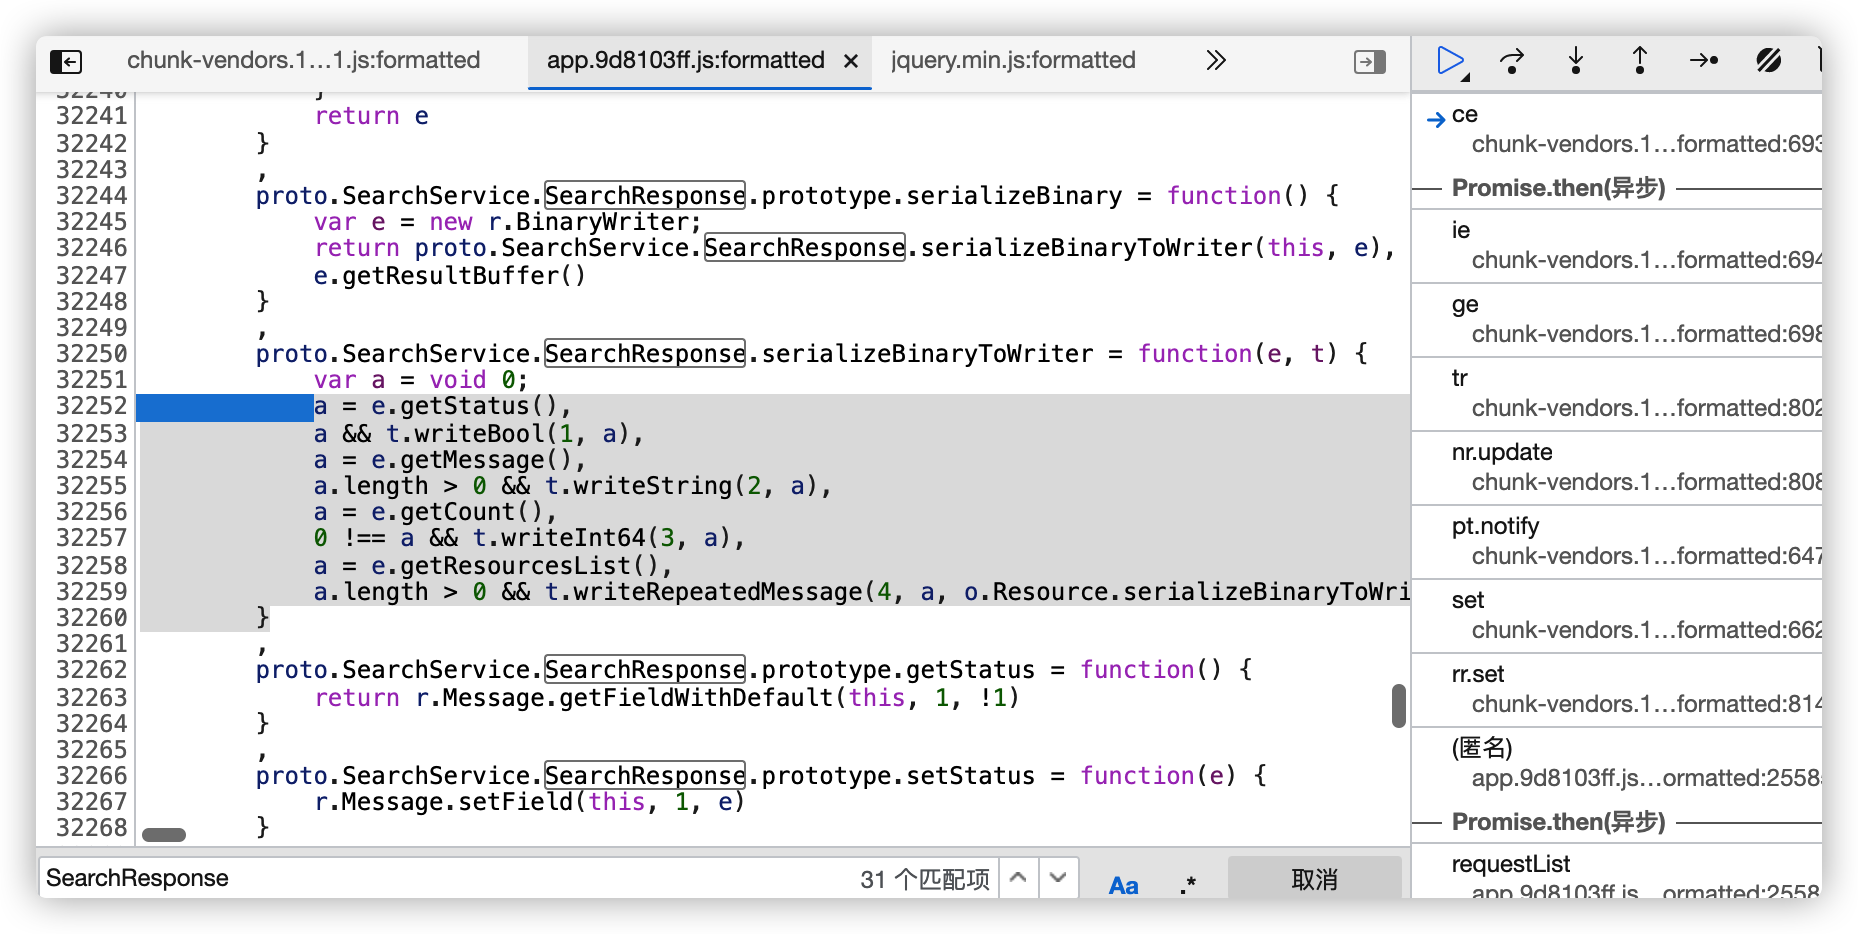 chunk-vendors.1…1.js:formatted
app.9d8103ff.js:formatted ×
jquery.min.js:formatted
32241 return e
32242 }
32243 ,
32244 proto.SearchService.SearchResponse.prototype.serializeBinary = function() {
32245 var e = new r.BinaryWriter;
32246 return proto.SearchService.SearchResponse.serializeBinaryToWriter(this, e),
32247 e.getResultBuffer()
32248 }
32249 ,
32250 proto.SearchService.SearchResponse.serializeBinaryToWriter = function(e, t) {
32251 var a = void 0;
32252 a = e.getStatus(),
32253 a && t.writeBool(1, a),
32254 a = e.getMessage(),
32255 a.length > 0 && t.writeString(2, a),
32256 a = e.getCount(),
32257 0 !== a && t.writeInt64(3, a),
32258 a = e.getResourcesList(),
32259 a.length > 0 && t.writeRepeatedMessage(4, a, o.Resource.serializeBinaryToWri
32260 }
32261 ,
32262 proto.SearchService.SearchResponse.prototype.getStatus = function() {
32263 return r.Message.getFieldWithDefault(this, 1, !1)
32264 }
32265 ,
32266 proto.SearchService.SearchResponse.prototype.setStatus = function(e) {
32267 r.Message.setField(this, 1, e)
32268 }
SearchResponse
31 个匹配项
Aa
.*
取消
ce
chunk-vendors.1…formatted:693
Promise.then(异步)
ie
chunk-vendors.1…formatted:694
ge
chunk-vendors.1…formatted:698
tr
chunk-vendors.1…formatted:802
nr.update
chunk-vendors.1…formatted:808
pt.notify
chunk-vendors.1…formatted:647
set
chunk-vendors.1…formatted:662
rr.set
chunk-vendors.1…formatted:814
(匿名)
app.9d8103ff.js…ormatted:2558
Promise.then(异步)
requestList
app.9d8103ff.js…ormatted:2558